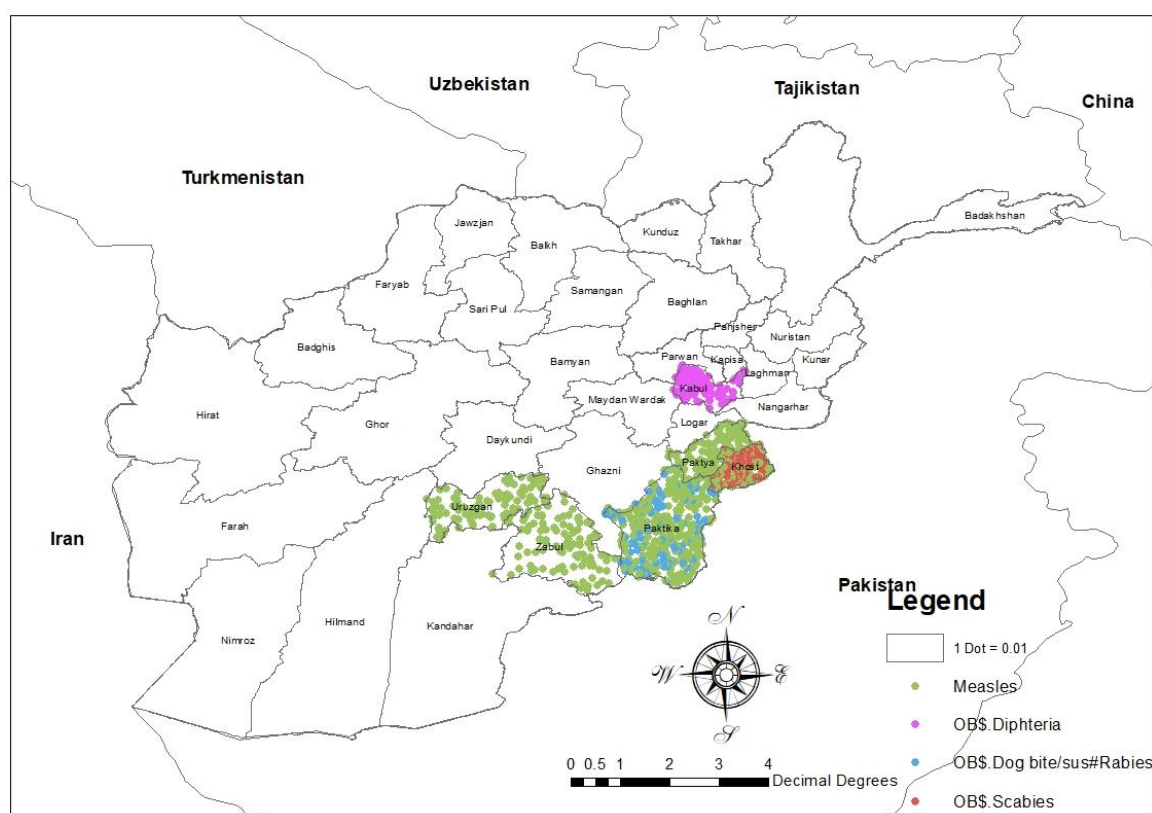 Uzbekistan
Tajikistan
China
Turkmenistan
Badakhshan
Jawzjan
Balkh
Kunduz
Takhar
Faryab
Samangan
Sari Pul
Baghlan
Panjsher
Nuristan
Badghis
Bamyan
Parwan
Kapisa
Kunar
Laghman
Kabul
Maydan Wardak
Nangarhar
Hirat
Ghor
Logar
Daykundi
Paktya
Khost
Ghazni
Uruzgan
Farah
Paktika
Iran
Zabul
Pakistan
Hilmand
Kandahar
Nimroz
N
W
E
S
Legend
1 Dot = 0.01
Measles
OB$.Diphteria
OB$.Dog bite/sus#Rabies
OB$.Scabies
0 0.5 1 2 3 4
Decimal Degrees